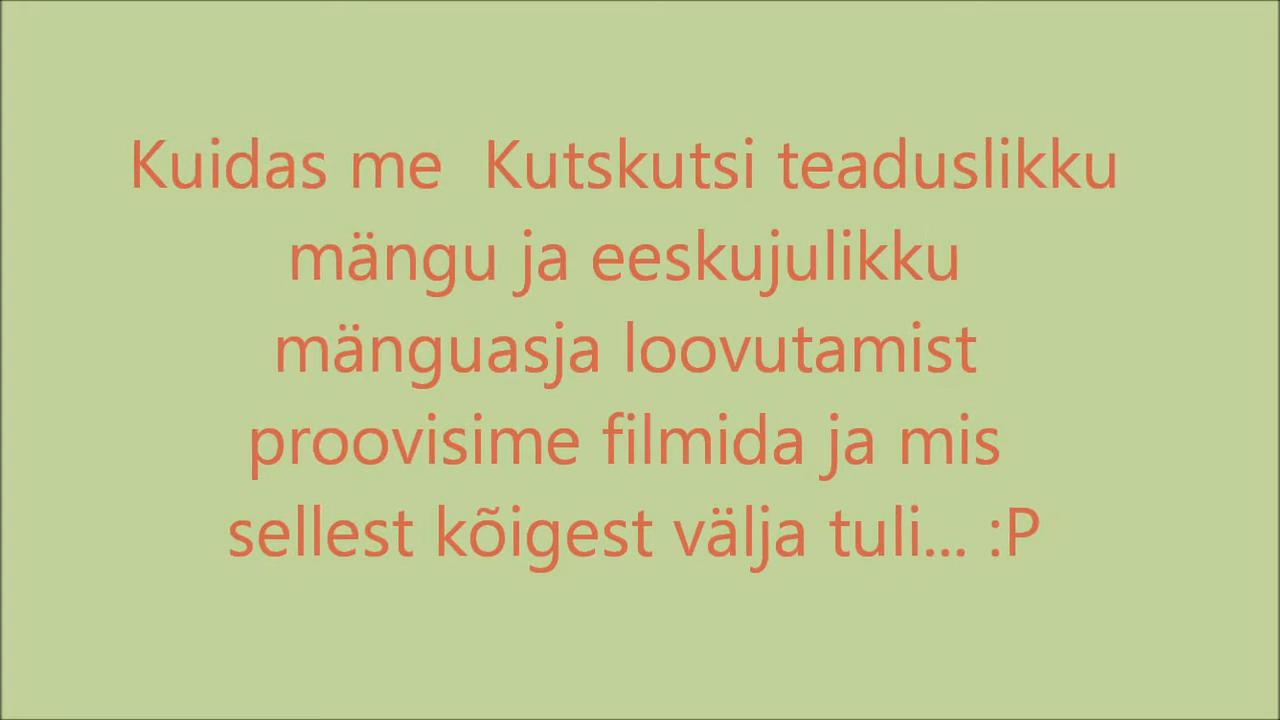 Kuidas me  Kutskutsi teaduslikku
mängu ja eeskujulikku
mänguasja loovutamist
proovisime filmida ja mis
sellest kõigest välja tuli... :P